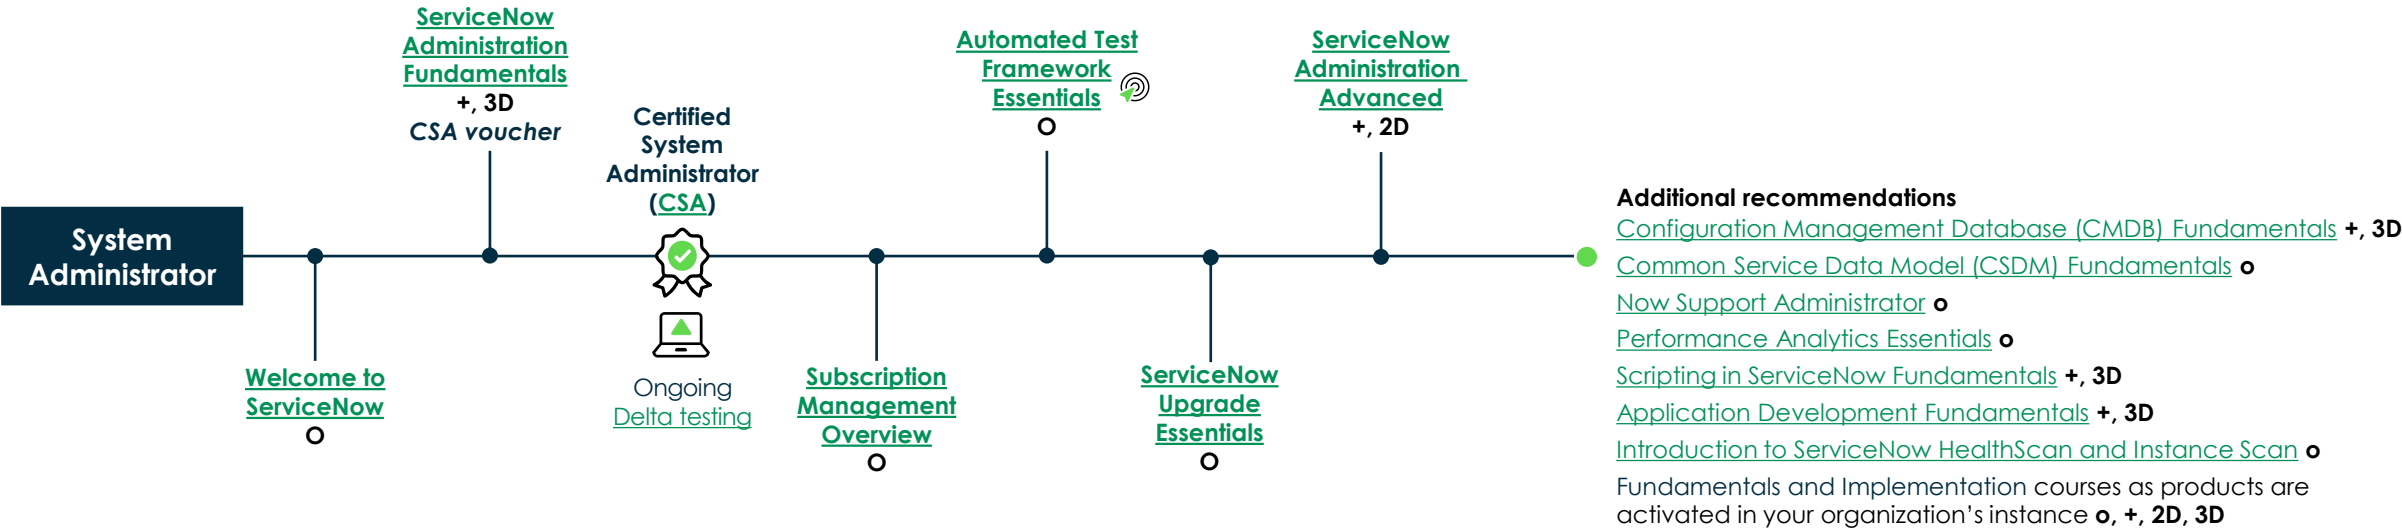 System
Administrator
Welcome to
ServiceNow
O
ServiceNow
Administration
Fundamentals
+, 3D
CSA voucher
Certified
System
Administrator
(CSA)
Ongoing
Delta testing
Subscription
Management
Overview
O
Automated Test
Framework
Essentials
O
ServiceNow
Upgrade
Essentials
O
ServiceNow
Administration
Advanced
+, 2D
Additional recommendations
Configuration Management Database (CMDB) Fundamentals +, 3D
Common Service Data Model (CSDM) Fundamentals o
Now Support Administrator o
Performance Analytics Essentials o
Scripting in ServiceNow Fundamentals +, 3D
Application Development Fundamentals +, 3D
Introduction to ServiceNow HealthScan and Instance Scan o
Fundamentals and Implementation courses as products are
activated in your organization’s instance o, +, 2D, 3D